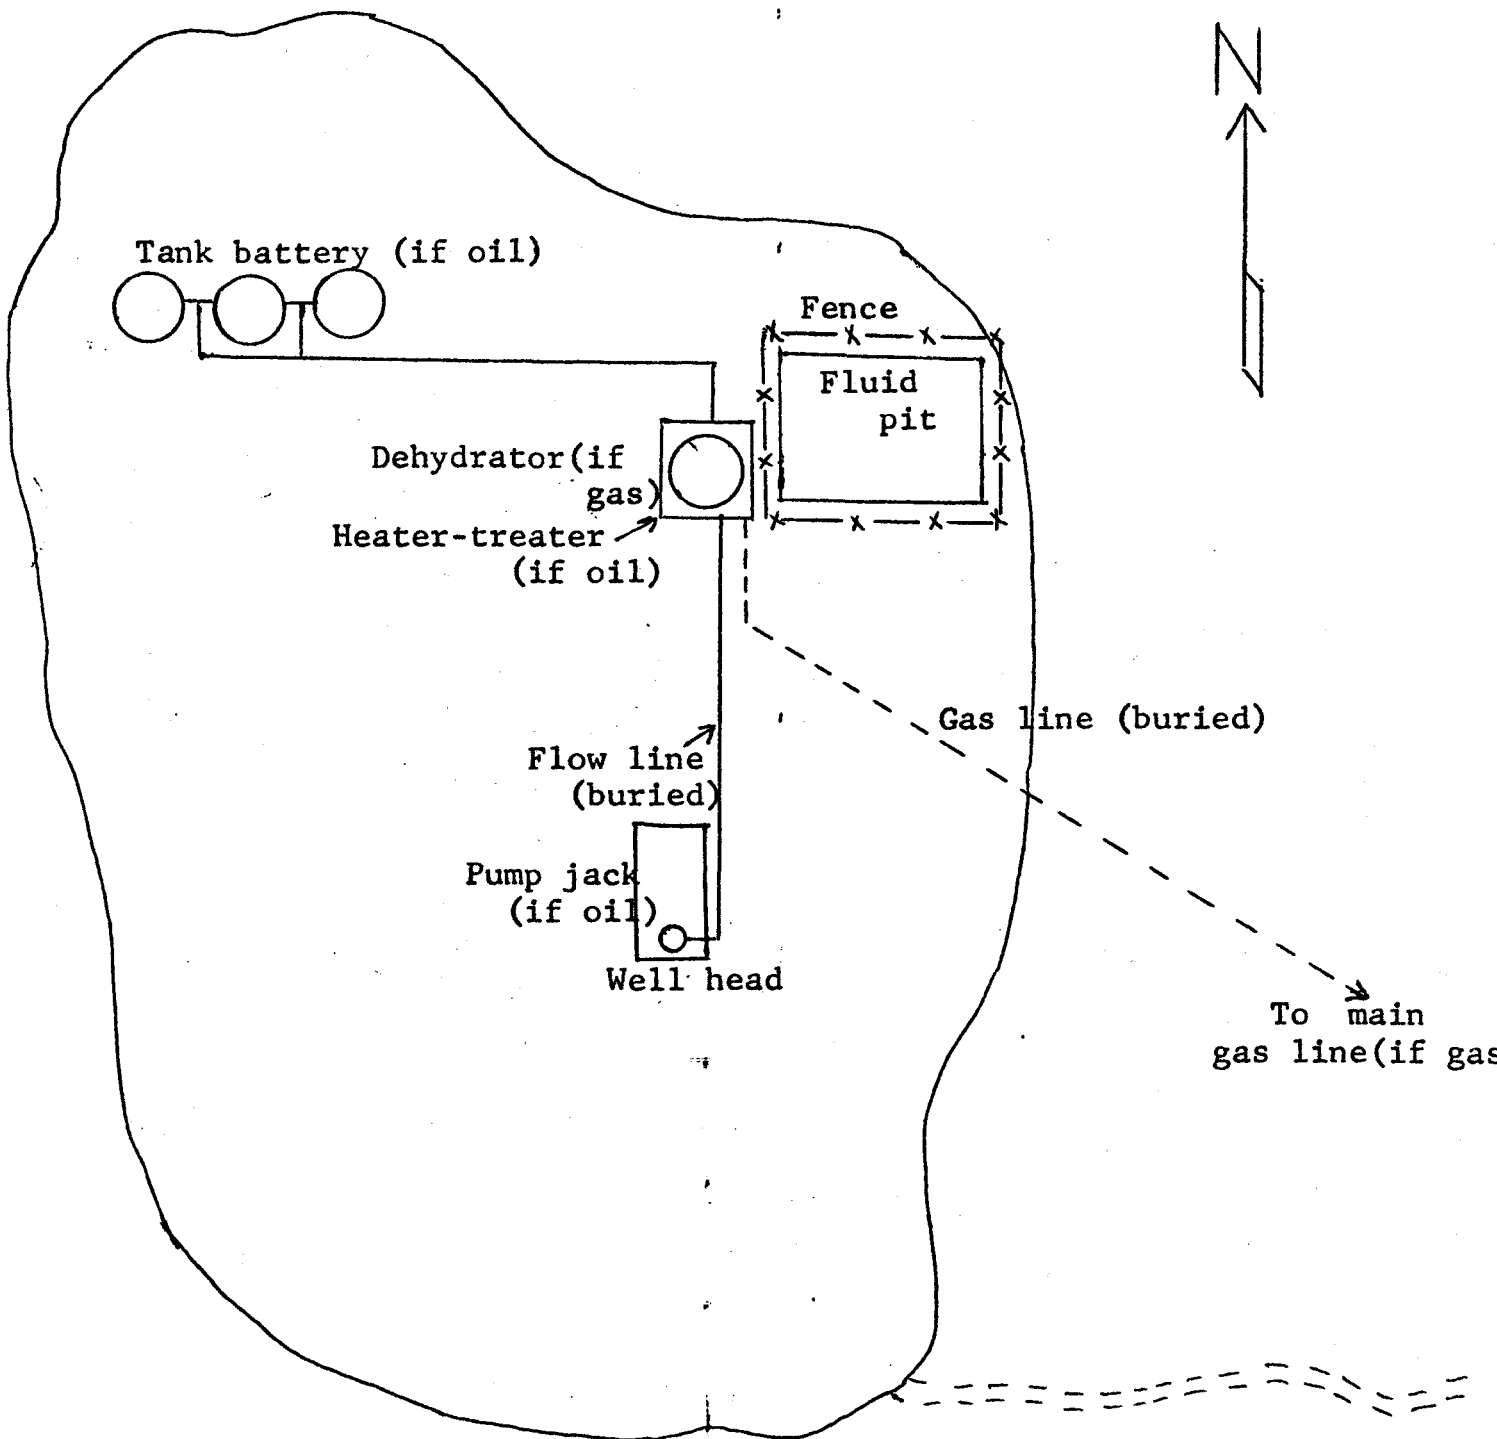 N
Tank battery (if oil)
Fence
Fluid
pit
Dehydrator(if
gas)
Heater-treater
(if oil)
Gas line (buried)
Flow line
(buried)
Pump jack
(if oil)
Well head
To main
gas line(if gas